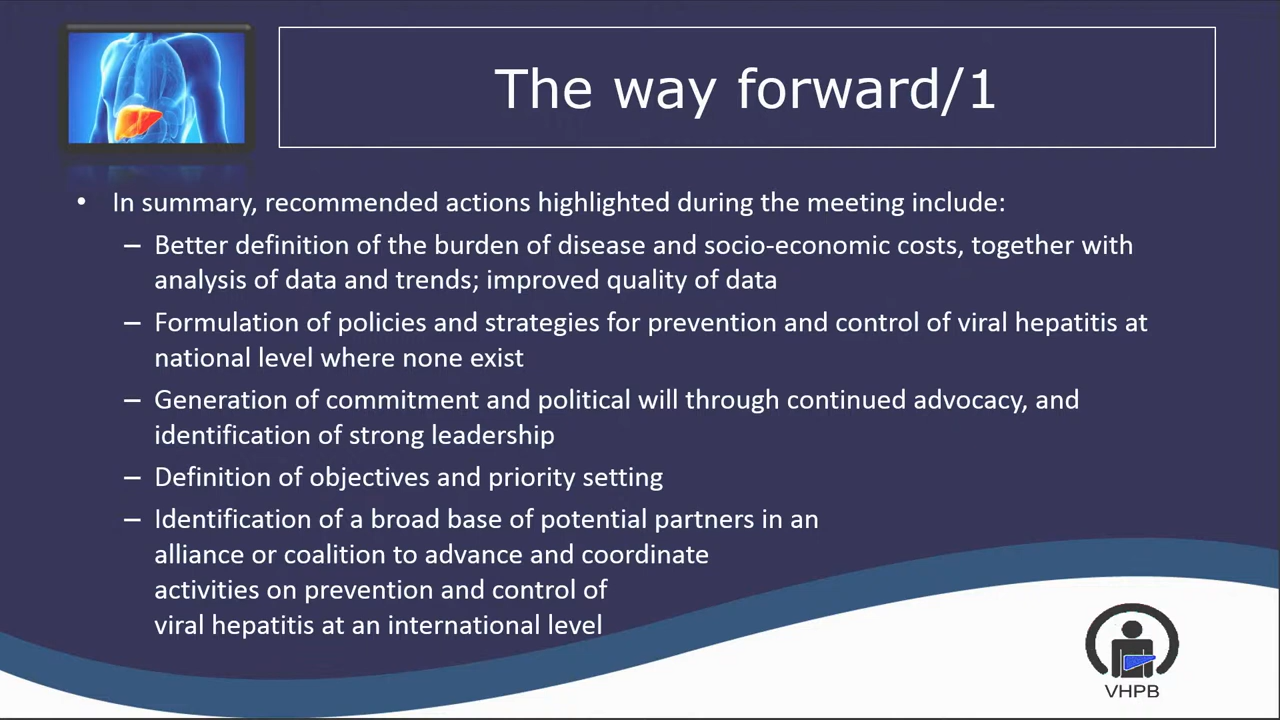 The way forward/1
• In summary, recommended actions highlighted during the meeting include:
– Better definition of the burden of disease and socio-economic costs, together with
analysis of data and trends; improved quality of data
– Formulation of policies and strategies for prevention and control of viral hepatitis at
national level where none exist
– Generation of commitment and political will through continued advocacy, and
identification of strong leadership
– Definition of objectives and priority setting
– Identification of a broad base of potential partners in an
alliance or coalition to advance and coordinate
activities on prevention and control of
viral hepatitis at an international level
VHPB